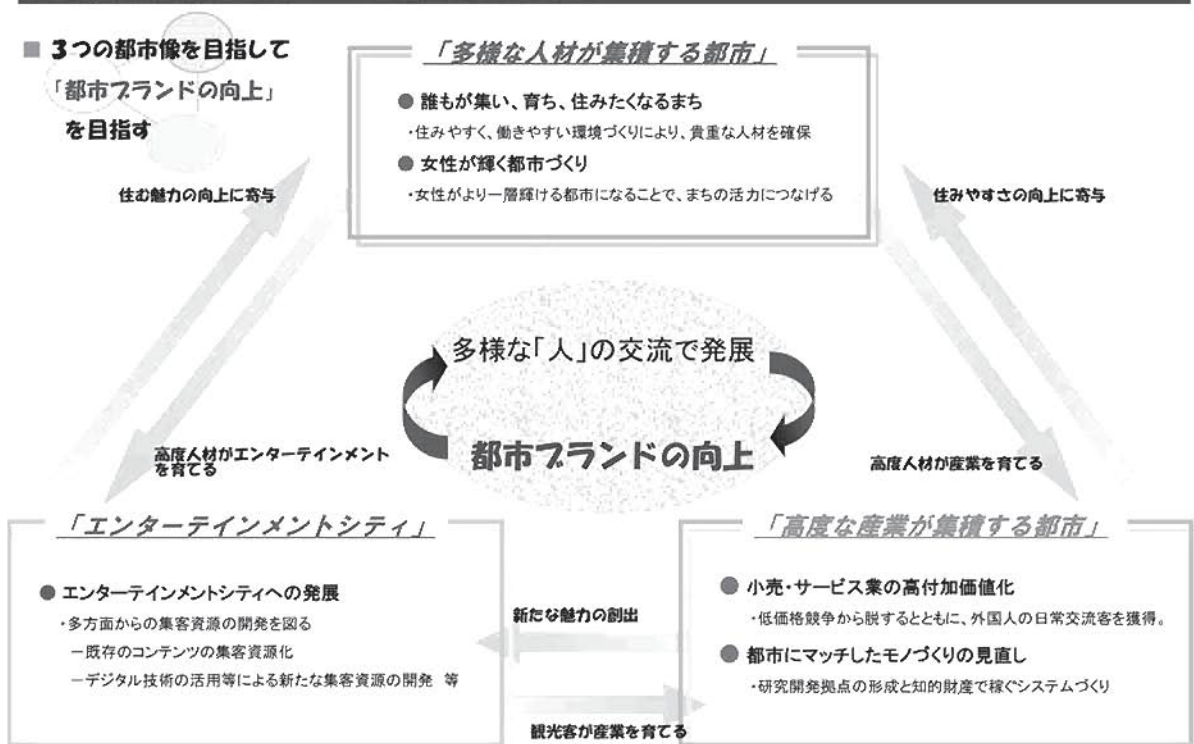 ■ 3つの都市像を目指して
「都市ブランドの向上」
を目指す
「多様な人材が集積する都市」
● 誰もが集い、育ち、住みたくなるまち
・住みやすく、働きやすい環境づくりにより、貴重な人材を確保
● 女性が輝く都市づくり
・女性がより一層輝ける都市になることで、まちの活力につなげる
住む魅力の向上に寄与
住みやすさの向上に寄与
多様な「人」の交流で発展
都市ブランドの向上
高度人材がエンターテインメント
を育てる
高度人材が産業を育てる
「エンターテインメントシティ」
● エンターテインメントシティへの発展
・多方面からの集客資源の開発を図る
－既存のコンテンツの集客資源化
－デジタル技術の活用等による新たな集客資源の開発 等
新たな魅力の創出
観光客が産業を育てる
「高度な産業が集積する都市」
● 小売・サービス業の高付加価値化
・低価格競争から脱するとともに、外国人の日常交流客を獲得。
● 都市にマッチしたモノづくりの見直し
・研究開発拠点の形成と知的財産で稼ぐシステムづくり